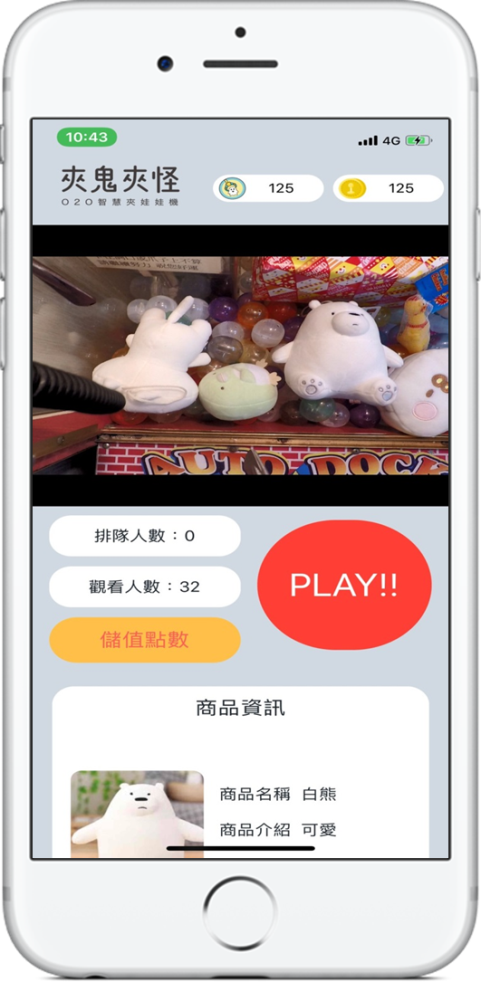 10:43
4G
夾鬼夾怪
O2O智慧夾娃娃機
125
1
125
AUTO DOCK
排隊人數：0
觀看人數：32
PLAY!!
儲值點數
商品資訊
商品名稱 白熊
商品介紹 可愛